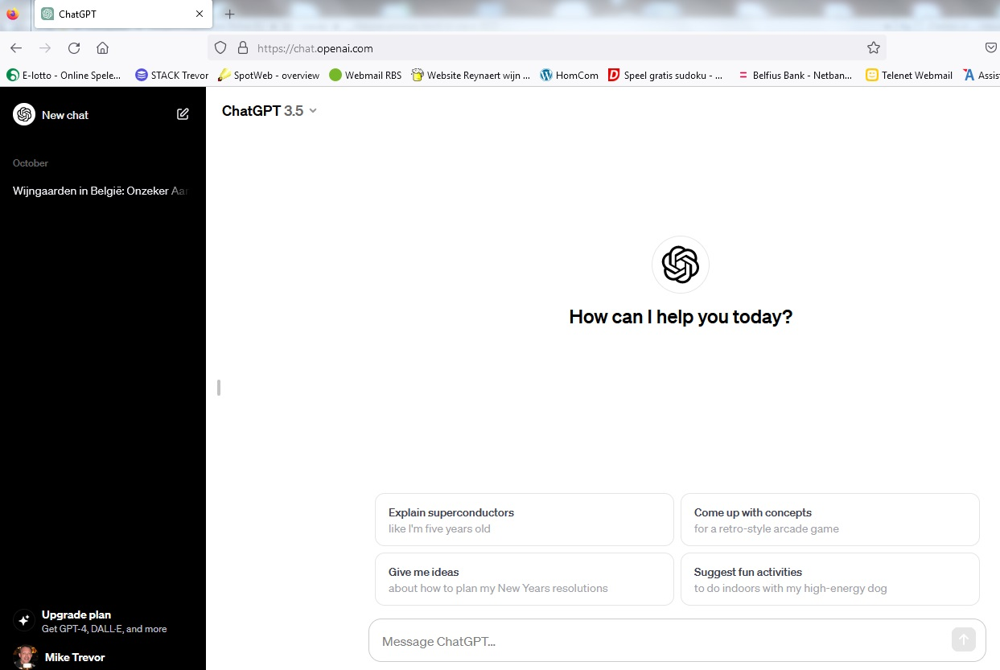 ChatGPT
https://chat.openai.com
E-lotto - Online Spele...
STACK Trevor
SpotWeb - overview
Webmail RBS
Website Reynaert wijn ...
HomCom
Speel gratis sudoku - ...
Belfius Bank - Netban...
Telenet Webmail
Assis
New chat
October
Wijngaarden in België: Onzeker Aan
ChatGPT 3.5
How can I help you today?
Explain superconductors
like I'm five years old
Come up with concepts
for a retro-style arcade game
Give me ideas
about how to plan my New Years resolutions
Suggest fun activities
to do indoors with my high-energy dog
Upgrade plan
Get GPT-4, DALL·E, and more
Mike Trevor
Message ChatGPT...